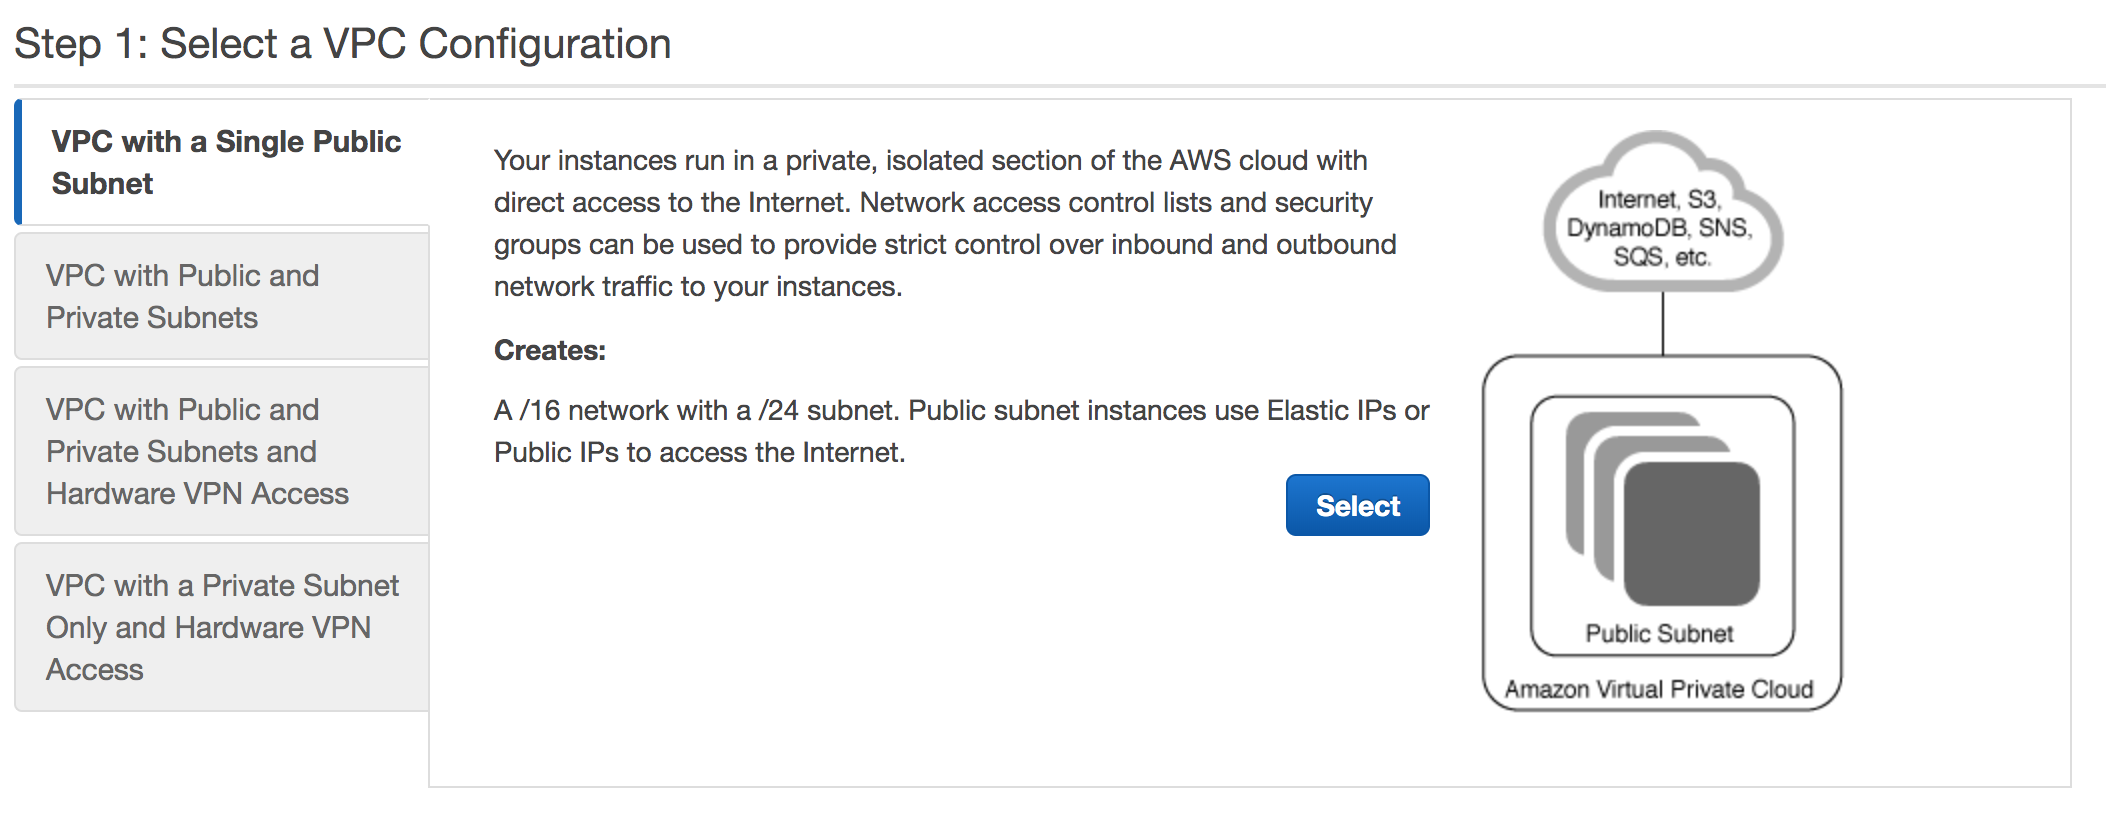 Step 1: Select a VPC Configuration
VPC with a Single Public
Subnet
VPC with Public and
Private Subnets
VPC with Public and
Private Subnets and
Hardware VPN Access
VPC with a Private Subnet
Only and Hardware VPN
Access
Your instances run in a private, isolated section of the AWS cloud with
direct access to the Internet. Network access control lists and security
groups can be used to provide strict control over inbound and outbound
network traffic to your instances.
Creates:
A /16 network with a /24 subnet. Public subnet instances use Elastic IPs or
Public IPs to access the Internet.
Select
Internet, S3,
DynamoDB, SNS,
SQS, etc.
Public Subnet
Amazon Virtual Private Cloud